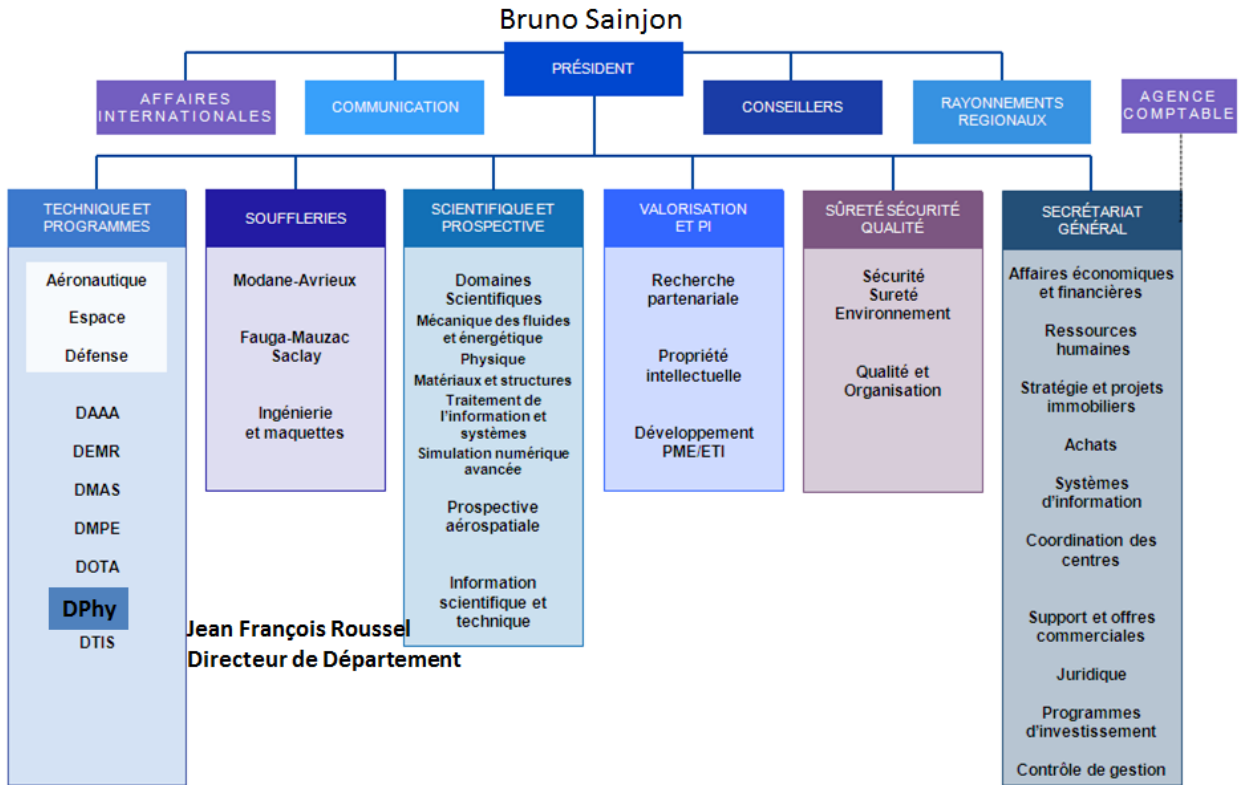 Bruno Sainjon
PRÉSIDENT
AFFAIRES
INTERNATIONALES
COMMUNICATION
CONSEILLERS
RAYONNEMENTS
REGIONAUX
AGENCE
COMPTABLE
TECHNIQUE ET
PROGRAMMES
Aéronautique
Espace
Défense
DAAA
DEMR
DMAS
DMPE
DOTA
DPhy
DTIS
Jean François Roussel
Directeur de Département
SOUFFLERIES
Modane-Avrieux
Fauga-Mauzac
Saclay
Ingénierie
et maquettes
SCIENTIFIQUE ET
PROSPECTIVE
Domaines
Scientifiques
Mécanique des fluides
et énergétique
Physique
Matériaux et structures
Traitement de
l'information et
systèmes
Simulation numérique
avancée
Prospective
aérospatiale
Information
scientifique et
technique
VALORISATION
ET PI
Recherche
partenariale
Propriété
intellectuelle
Développement
PME/ETI
SÛRETÉ SÉCURITÉ
QUALITÉ
Sécurité
Sureté
Environnement
Qualité et
Organisation
SECRÉTARIAT
GÉNÉRAL
Affaires économiques
et financières
Ressources
humaines
Stratégie et projets
immobiliers
Achats
Systèmes
d'information
Coordination des
centres
Support et offres
commerciales
Juridique
Programmes
d'investissement
Contrôle de gestion